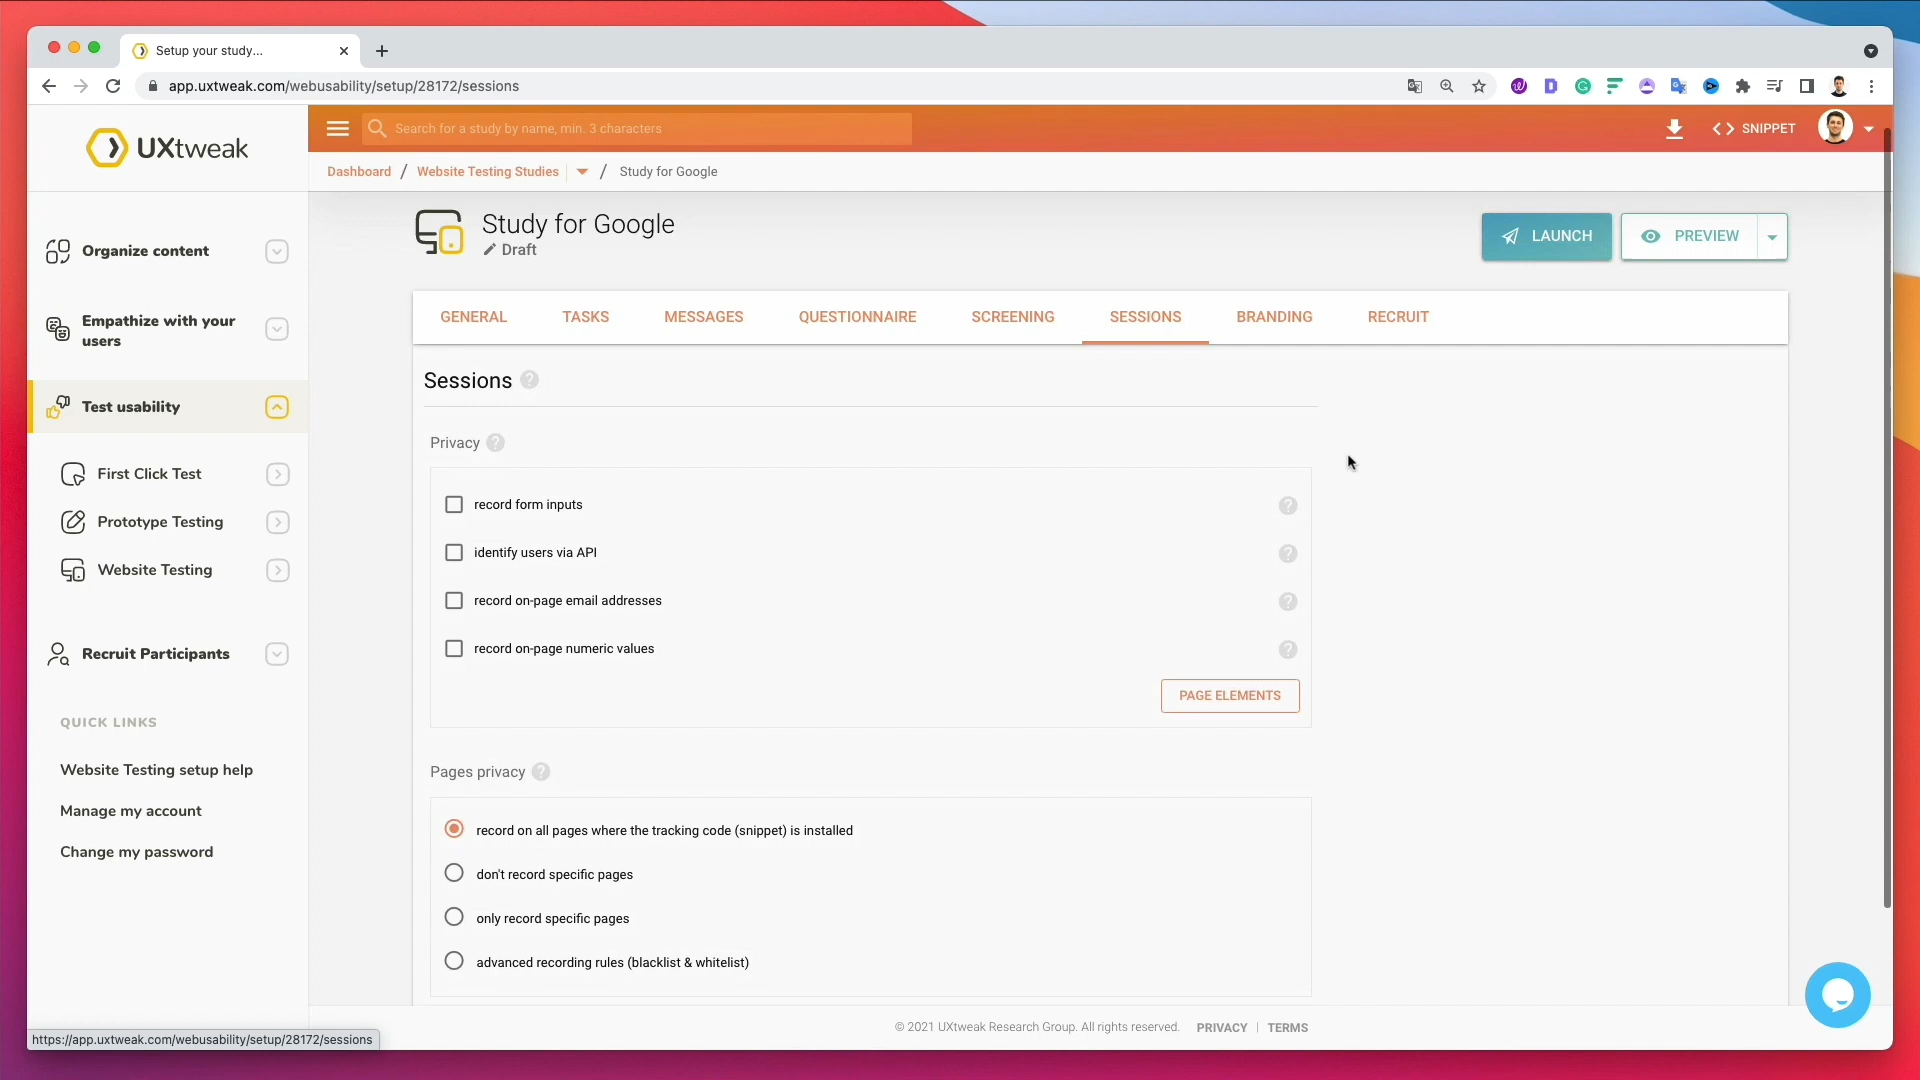 Setup your study...
app.uxtweak.com/webusability/setup/28172/sessions
UXtweak
Search for a study by name, min. 3 characters
SNIPPET
Dashboard / Website Testing Studies / Study for Google
Organize content
Empathize with your
users
Test usability
First Click Test
Prototype Testing
Website Testing
Recruit Participants
QUICK LINKS
Website Testing setup help
Manage my account
Change my password
Study for Google
Draft
LAUNCH
PREVIEW
GENERAL TASKS MESSAGES QUESTIONNAIRE SCREENING SESSIONS BRANDING RECRUIT
Sessions ?
Privacy ?
record form inputs ?
identify users via API ?
record on-page email addresses ?
record on-page numeric values ?
PAGE ELEMENTS
Pages privacy ?
record on all pages where the tracking code (snippet) is installed
don't record specific pages
only record specific pages
advanced recording rules (blacklist & whitelist)
© 2021 UXtweak Research Group. All rights reserved. PRIVACY | TERMS
https://app.uxtweak.com/webusability/setup/28172/sessions